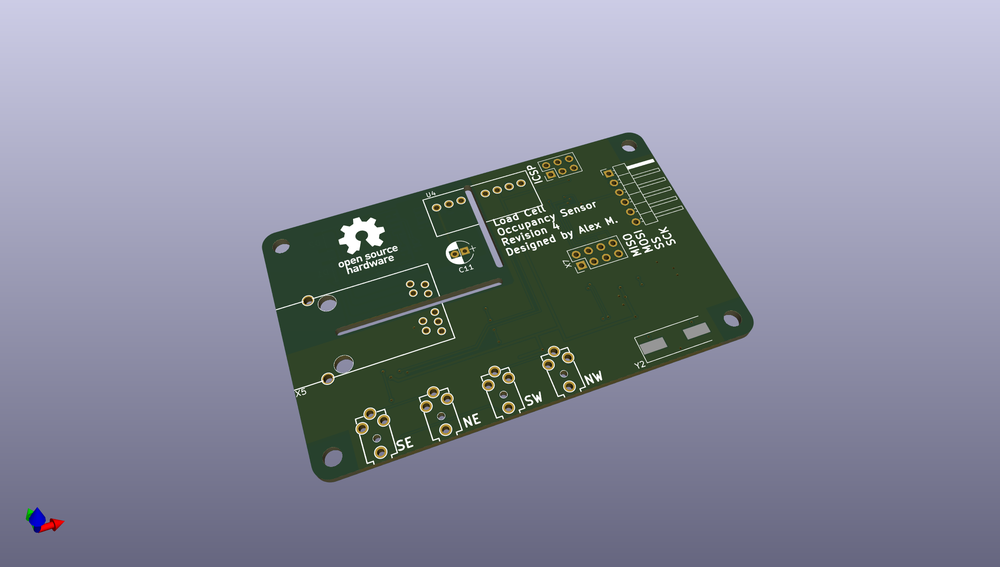 U4
ICSP
Load Cell
Occupancy Sensor
Revision 4
Designed by Alex M.
open source
hardware
+
C11
X7
MISO
MOSI
SS
SCK
X5
Y2
SE
NE
SW
NW